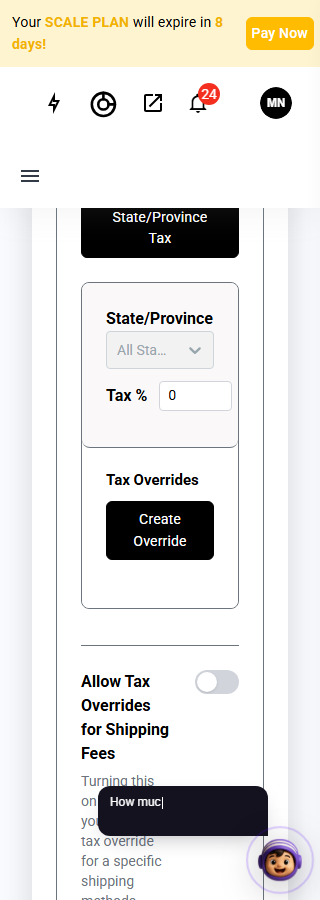 Your SCALE PLAN will expire in 8
days!
Pay Now
24
MN
State/Province
Tax
State/Province
All Sta...
Tax %
0
Tax Overrides
Create
Override
Allow Tax
Overrides
for Shipping
Fees
Turning this
on
you
How muc
tax override
for a specific
shipping
methods